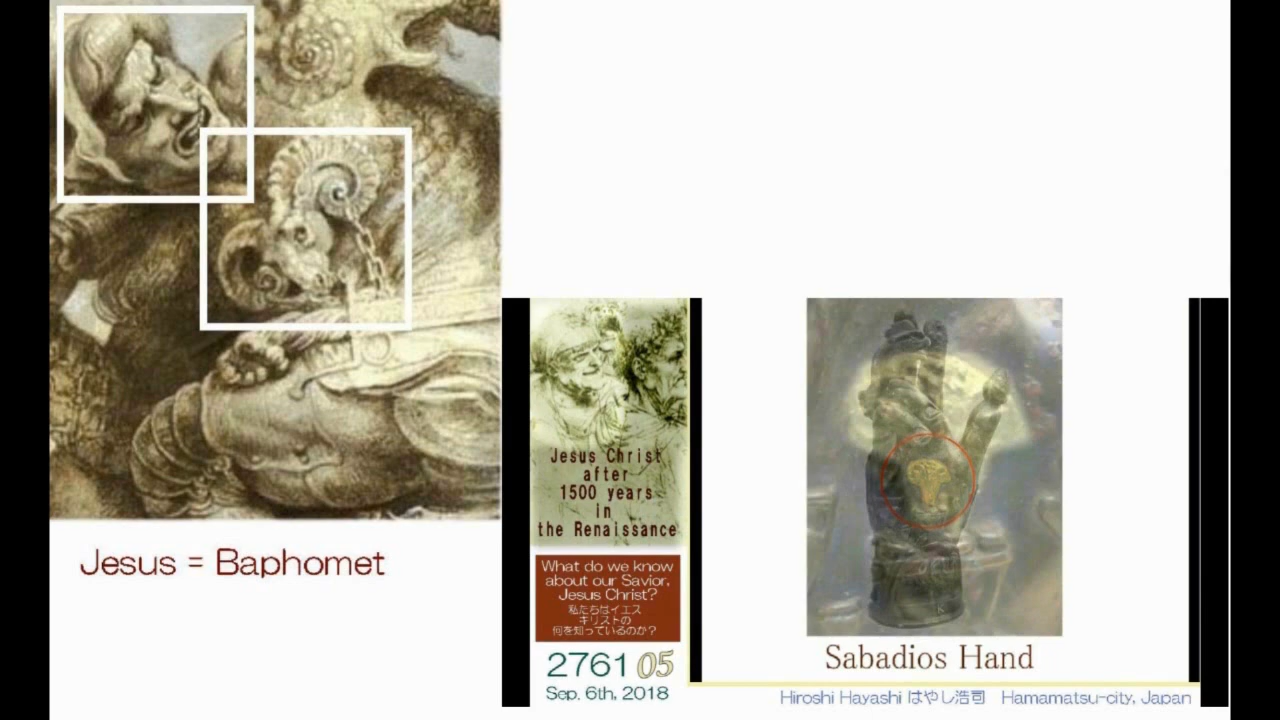 Jesus = Baphomet
Jesus Christ
after
1500 years
in
the Renaissance
What do we know
about our Savior,
Jesus Christ?
私たちはイエス
キリストの
何を知っているのか？
2761 05
Sep. 6th, 2018
Sabadios Hand
Hiroshi Hayashi はやし浩司 Hamamatsu-city, Japan